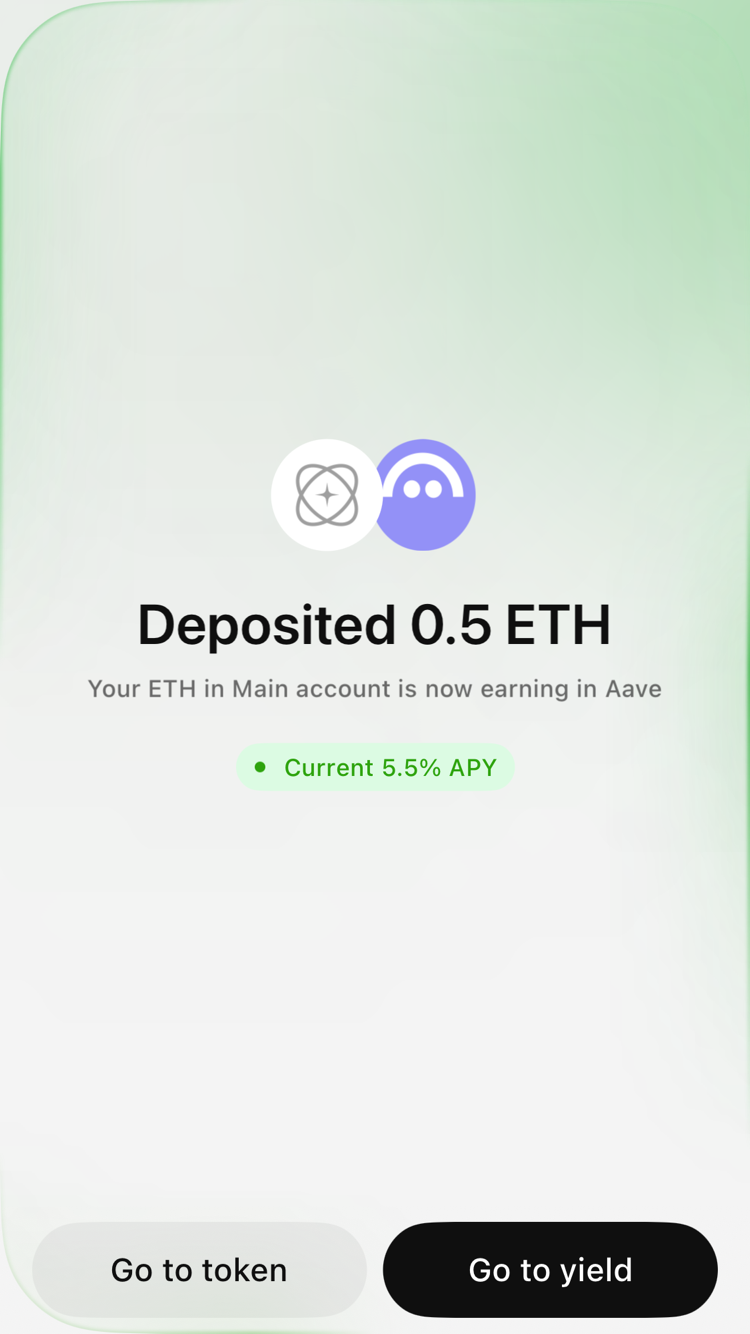 Deposited 0.5 ETH
Your ETH in Main account is now earning in Aave
Current 5.5% APY
Go to token
Go to yield